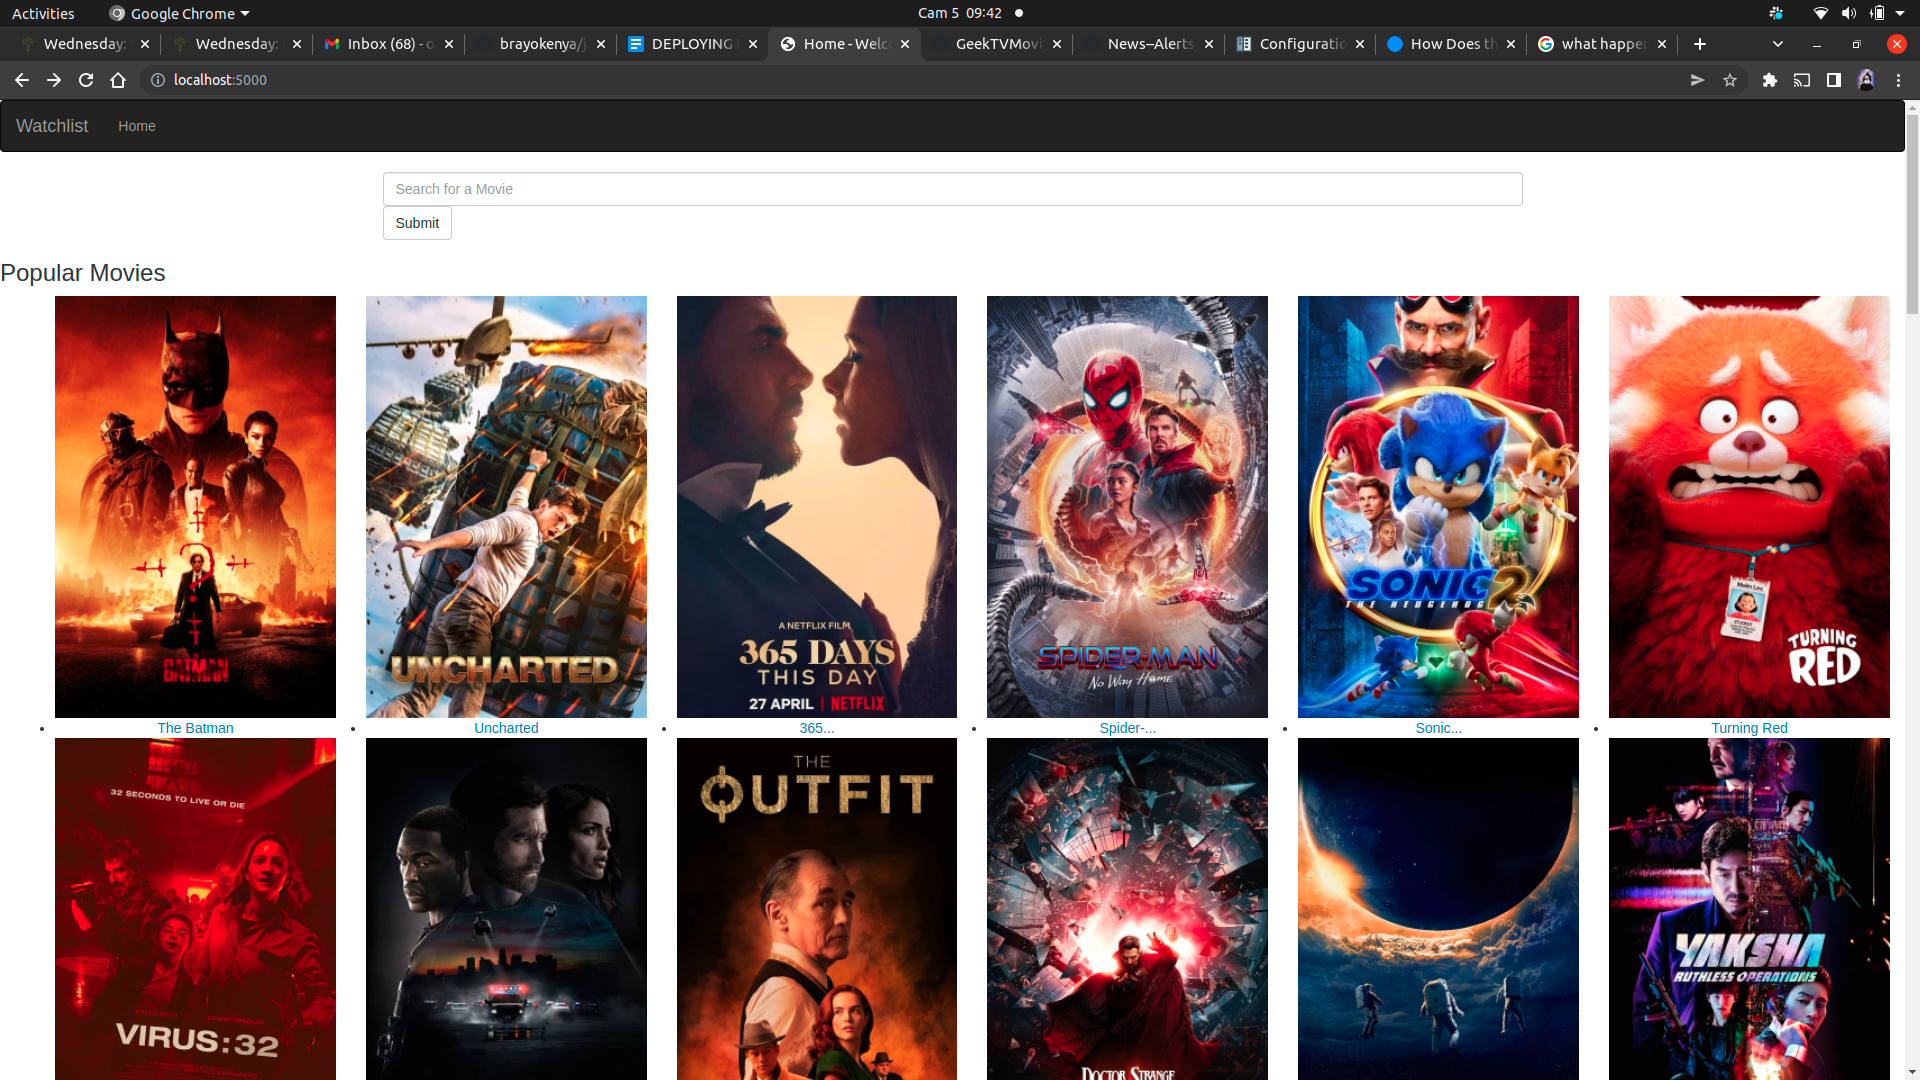 Activities
Google Chrome
Cam 5 09:42
Wednesday:
Wednesday:
Inbox (68) - o
brayokenya/j
DEPLOYING
Home - Welc
GeekTVMovi
News--Alerts
Configuratio
How Does th
what happen
localhost:5000
Watchlist
Home
Search for a Movie
Submit
Popular Movies
BATMAN
UNCHARTED
A NETFLIX FILM
365 DAYS
THIS DAY
27 APRIL | NETFLIX
SPIDER-MAN
No Way Home
SONIC 2
THE HEDGEHOG
Meilin Lee
STUDENT
TURNING
RED
The Batman
Uncharted
365...
Spider-...
Sonic...
Turning Red
32 SECONDS TO LIVE OR DIE
VIRUS:32
THE
OUTFIT
DOCTOR STRANGE
YAKSHA
RUTHLESS OPERATIONS